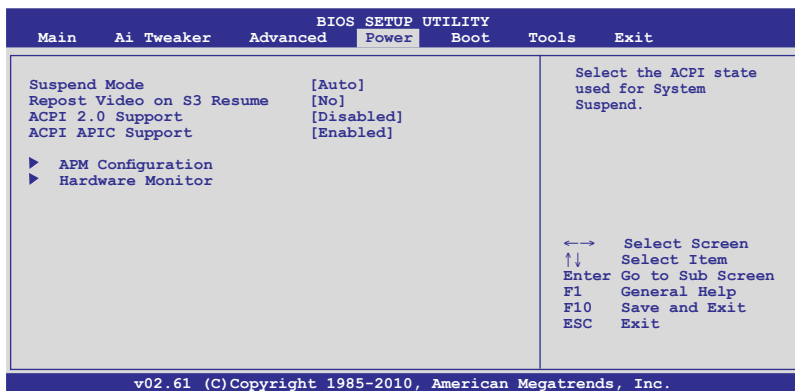 BIOS SETUP UTILITY
Main Ai Tweaker Advanced Power Boot Tools Exit
Suspend Mode [Auto]
Repost Video on S3 Resume [No]
ACPI 2.0 Support [Disabled]
ACPI APIC Support [Enabled]
▶ APM Configuration
▶ Hardware Monitor
Select the ACPI state
used for System
Suspend.
←→ Select Screen
↑↓ Select Item
Enter Go to Sub Screen
F1 General Help
F10 Save and Exit
ESC Exit
v02.61 (C)Copyright 1985-2010, American Megatrends, Inc.